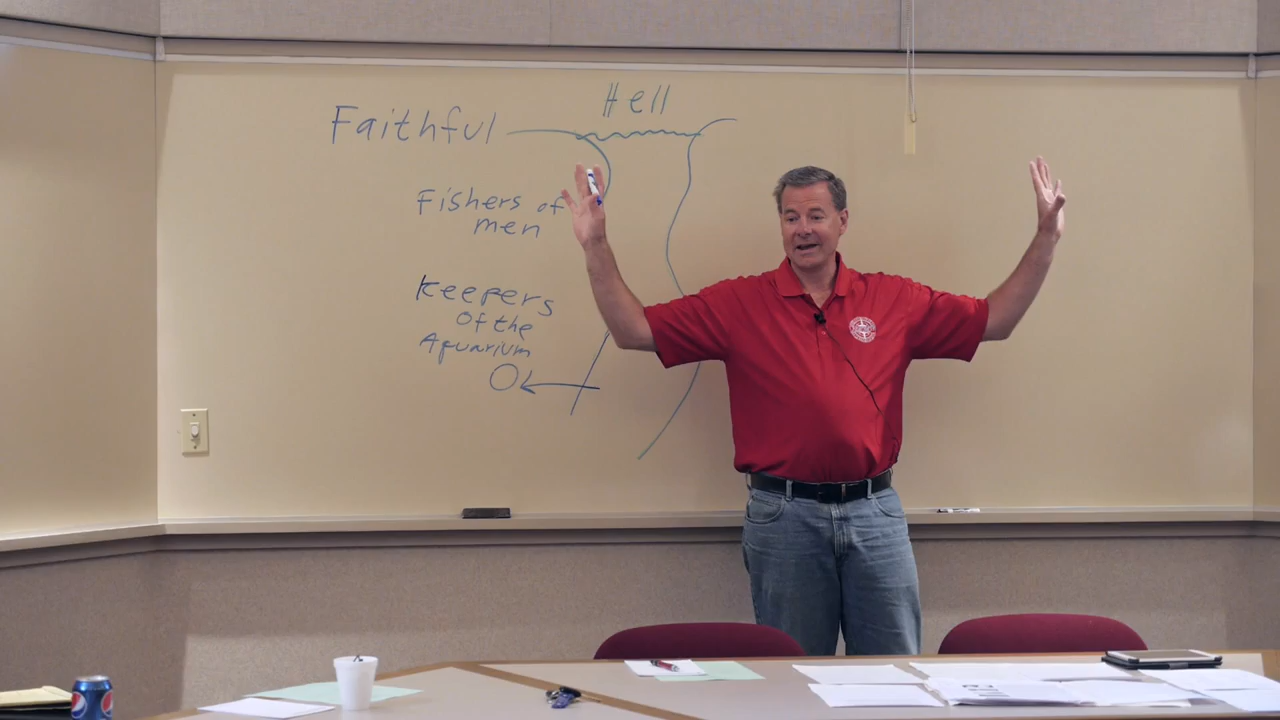 Hell
Faithful
Fishers of
men
Keepers
Of the
Aquarium